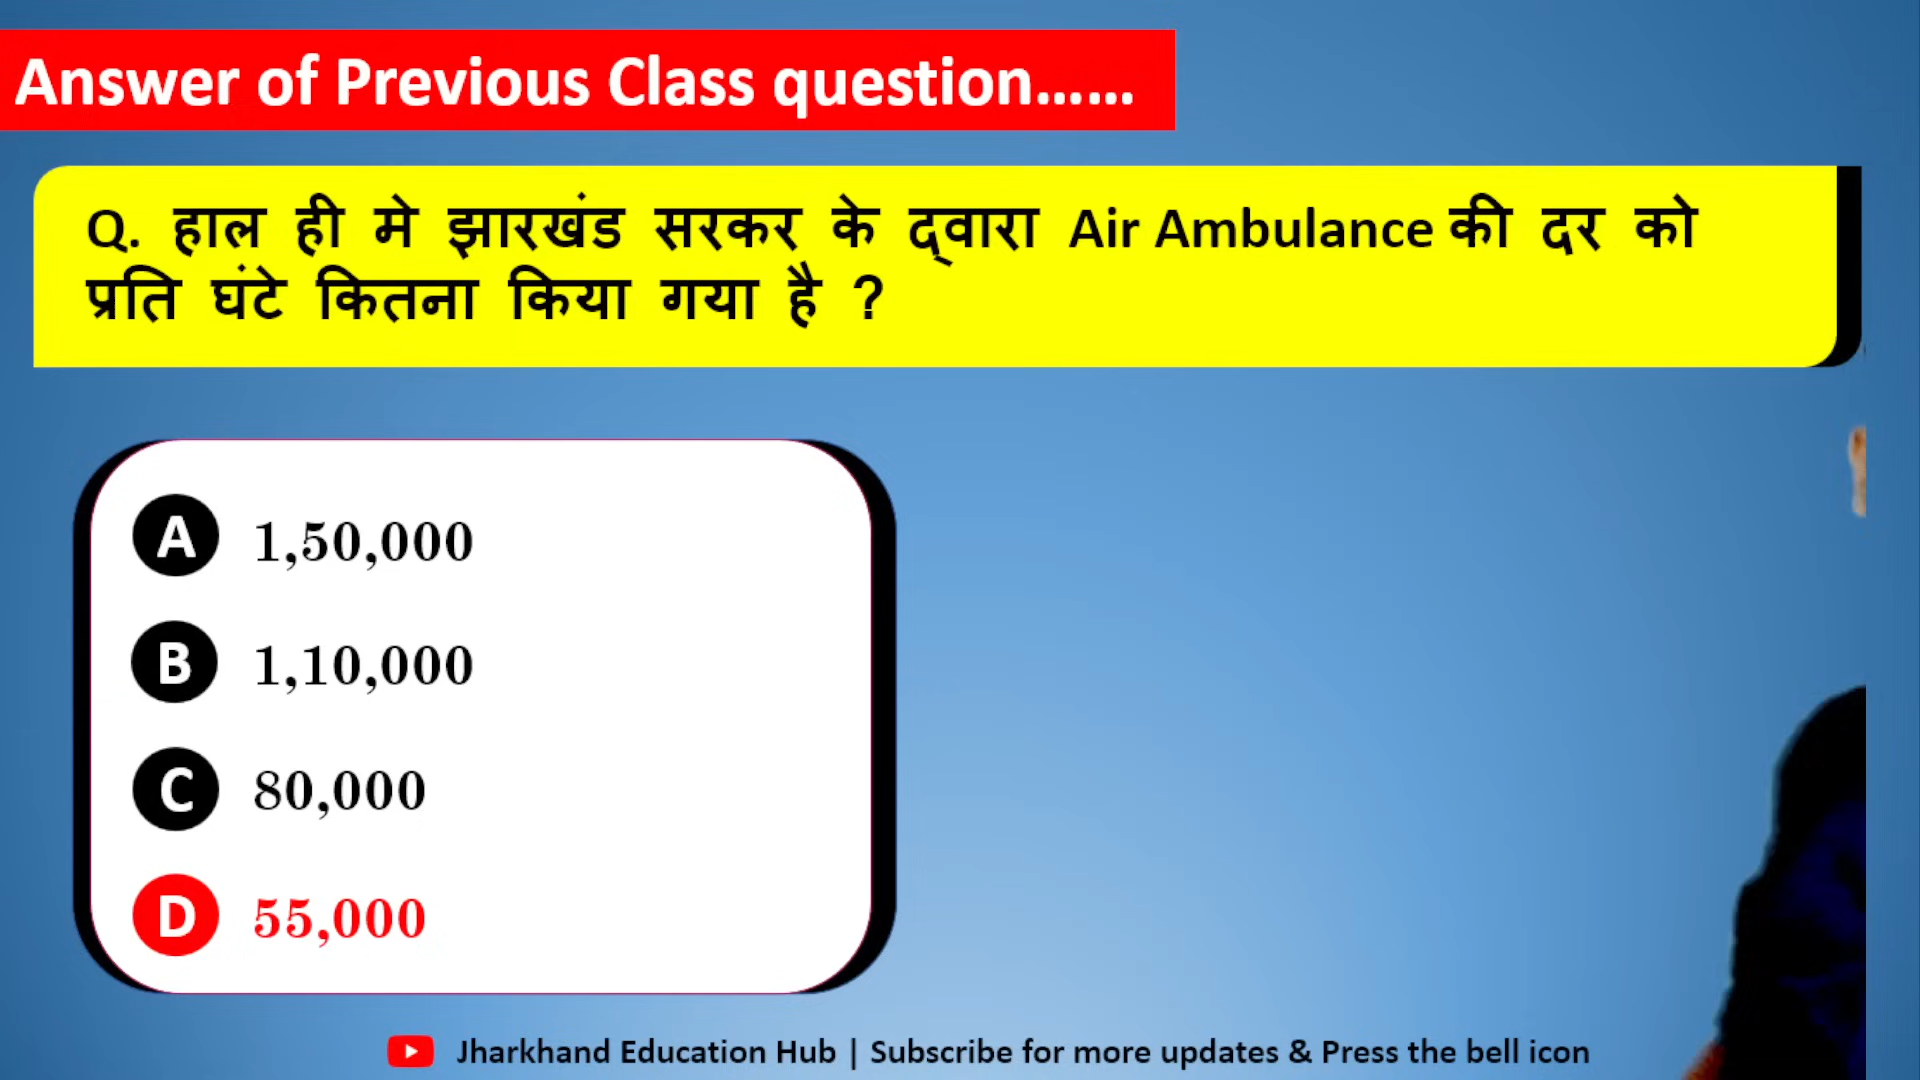 Answer of Previous Class question......
Q. हाल ही मे झारखंड सरकर के द्वारा Air Ambulance की दर को
प्रति घंटे कितना किया गया है ?
A 1,50,000
B 1,10,000
C 80,000
D 55,000
Jharkhand Education Hub | Subscribe for more updates & Press the bell icon